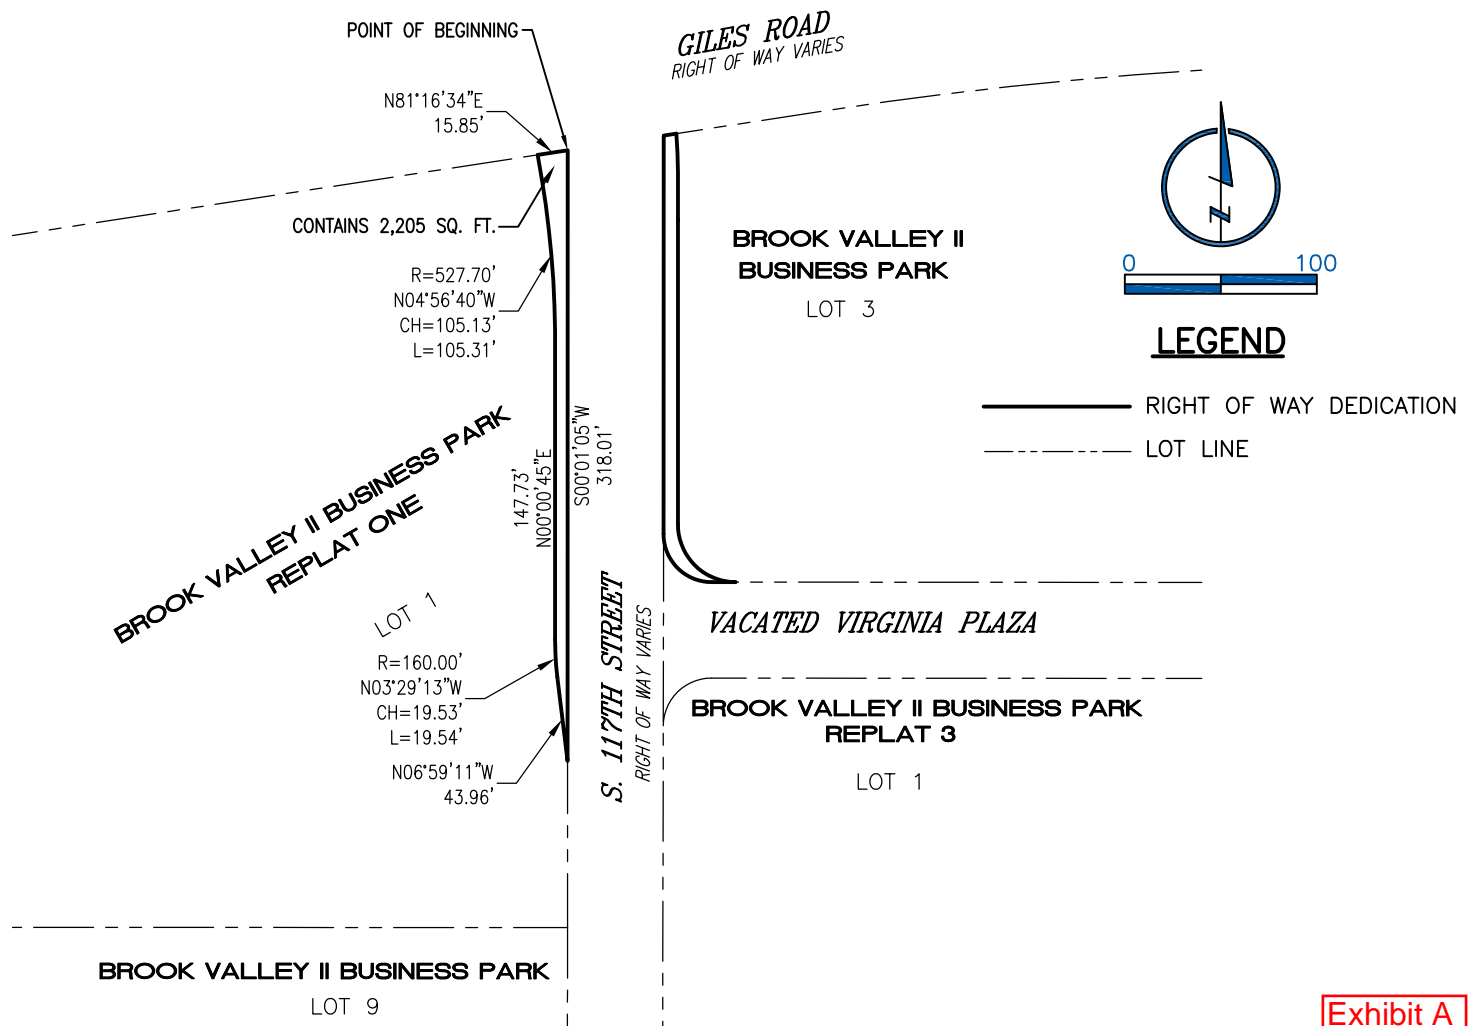 POINT OF BEGINNING
GILES ROAD
RIGHT OF WAY VARIES
N81°16'34"E
15.85'
CONTAINS 2,205 SQ. FT.
R=527.70'
N04°56'40"W
CH=105.13'
L=105.31'
BROOK VALLEY II
BUSINESS PARK
LOT 3
N
0 100
LEGEND
RIGHT OF WAY DEDICATION
LOT LINE
147.73'
N00°00'45"E
S00°01'05"W
318.01'
BROOK VALLEY II BUSINESS PARK
REPLAT ONE
LOT 1
R=160.00'
N03°29'13"W
CH=19.53'
L=19.54'
N06°59'11"W
43.96'
S. 117TH STREET
RIGHT OF WAY VARIES
VACATED VIRGINIA PLAZA
BROOK VALLEY II BUSINESS PARK
REPLAT 3
LOT 1
BROOK VALLEY II BUSINESS PARK
LOT 9
Exhibit A